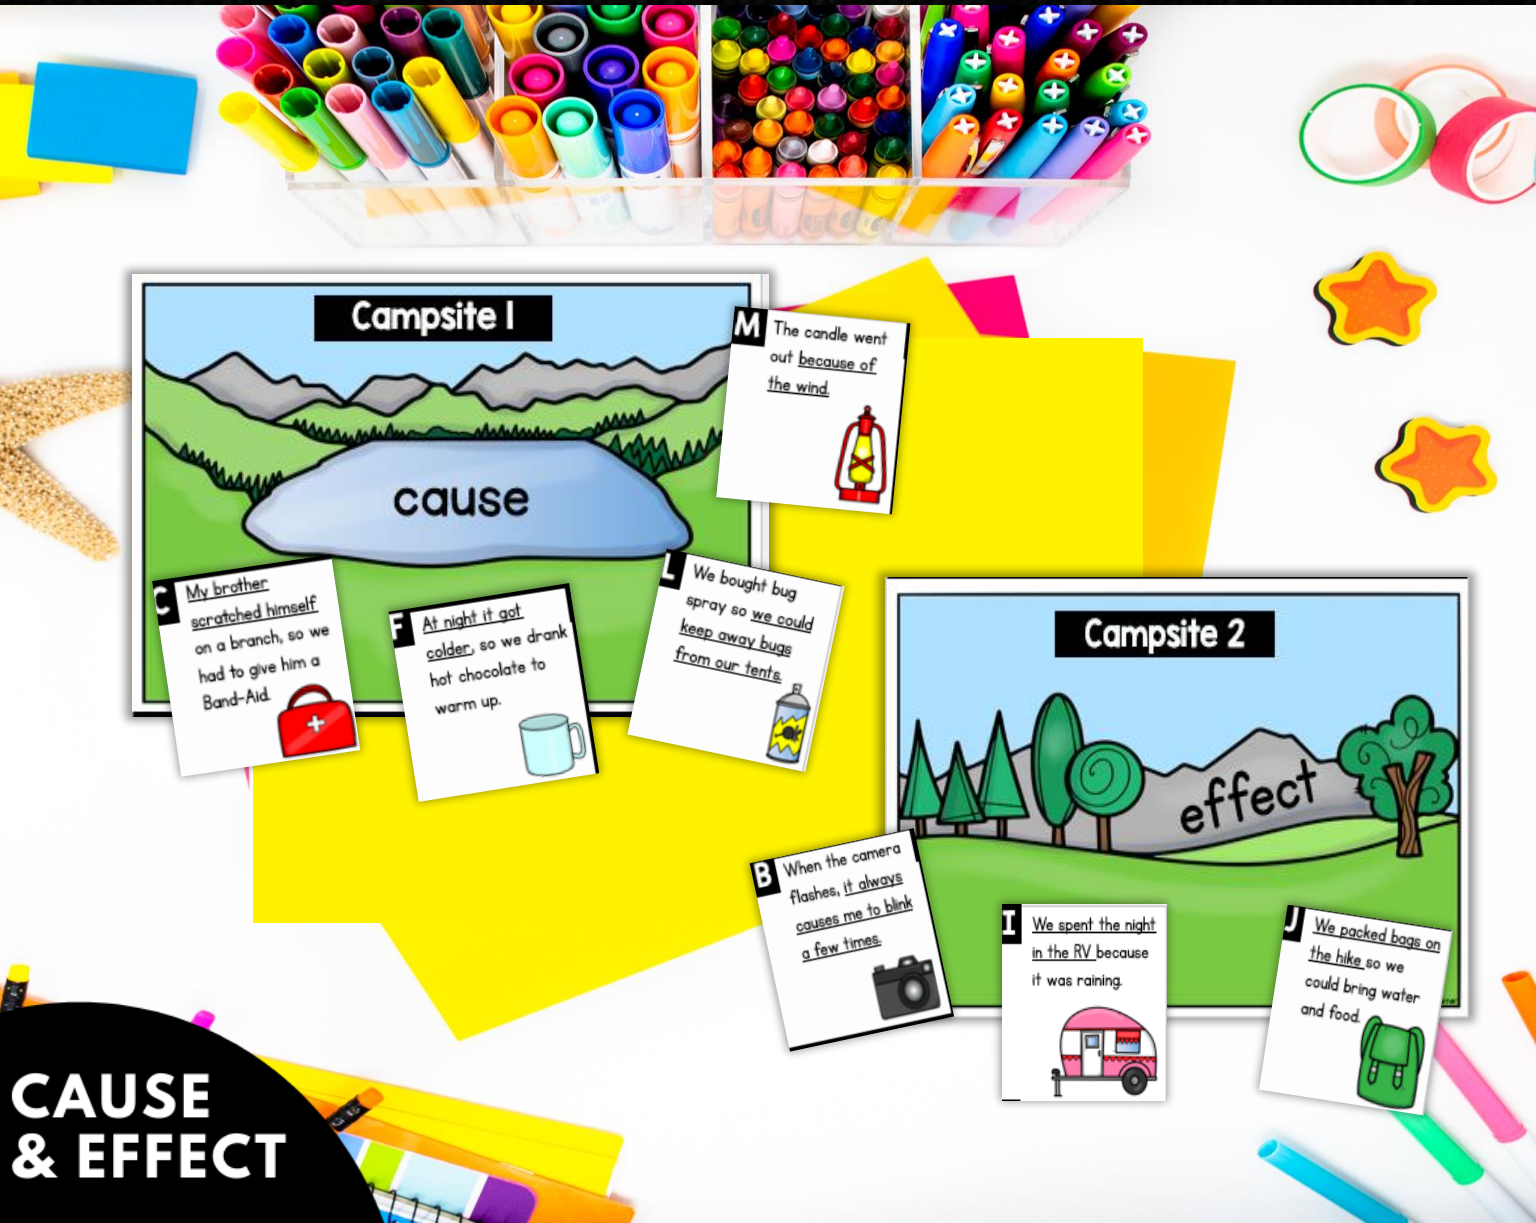 Campsite 1
cause
M
The candle went
out because of
the wind.
C
My brother
scratched himself
on a branch, so we
had to give him a
Band-Aid.
F
At night it got
colder, so we drank
hot chocolate to
warm up.
L
We bought bug
spray so we could
keep away bugs
from our tents.
Campsite 2
effect
B
When the camera
flashes, it always
causes me to blink
a few times.
I
We spent the night
in the RV because
it was raining.
J
We packed bags on
the hike so we
could bring water
and food.
CAUSE
& EFFECT